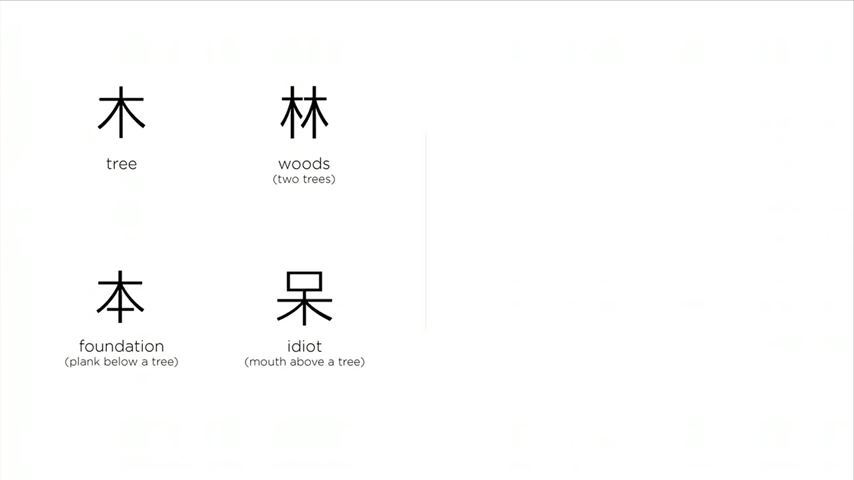 木
tree
林
woods
(two trees)
本
foundation
(plank below a tree)
呆
idiot
(mouth above a tree)